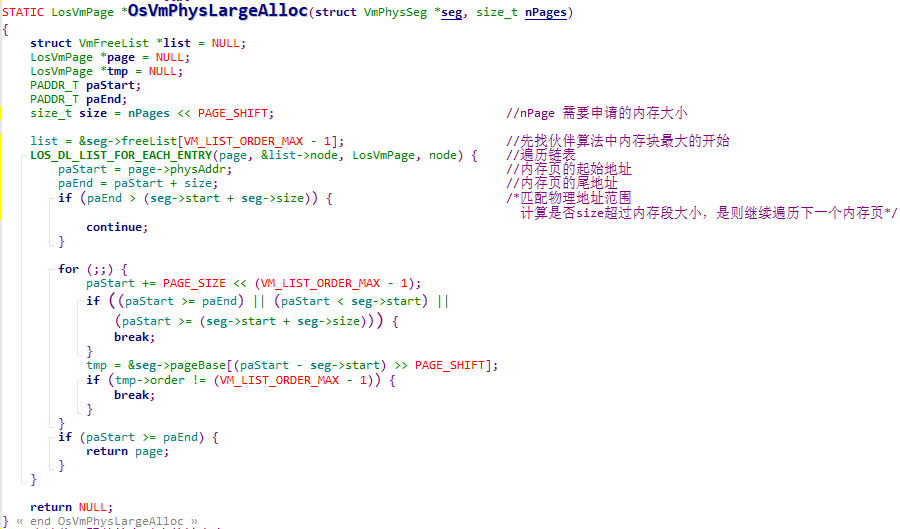 STATIC LosVmPage *OsVmPhysLargeAlloc(struct VmPhysSeg *seg, size_t nPages)
{
    struct VmFreeList *list = NULL;
    LosVmPage *page = NULL;
    LosVmPage *tmp = NULL;
    PADDR_T paStart;
    PADDR_T paEnd;
    size_t size = nPages << PAGE_SHIFT; //nPage 需要申请的内存大小
    list = &seg->freeList[VM_LIST_ORDER_MAX - 1]; //先找伙伴算法中内存块最大的开始
    LOS_DL_LIST_FOR_EACH_ENTRY(page, &list->node, LosVmPage, node) { //遍历链表
        paStart = page->physAddr; //内存页的起始地址
        paEnd = paStart + size; //内存页的尾地址
        if (paEnd > (seg->start + seg->size)) { /*匹配物理地址范围
        计算是否size超过内存段大小，是则继续遍历下一个内存页*/
            continue;
        }
        for (;;) {
            paStart += PAGE_SIZE << (VM_LIST_ORDER_MAX - 1);
            if ((paStart >= paEnd) || (paStart < seg->start) ||
                (paStart >= (seg->start + seg->size))) {
                break;
            }
            tmp = &seg->pageBase[(paStart - seg->start) >> PAGE_SHIFT];
            if (tmp->order != (VM_LIST_ORDER_MAX - 1)) {
                break;
            }
        }
        if (paStart >= paEnd) {
            return page;
        }
    }
    return NULL;
} « end OsVmPhysLargeAlloc »